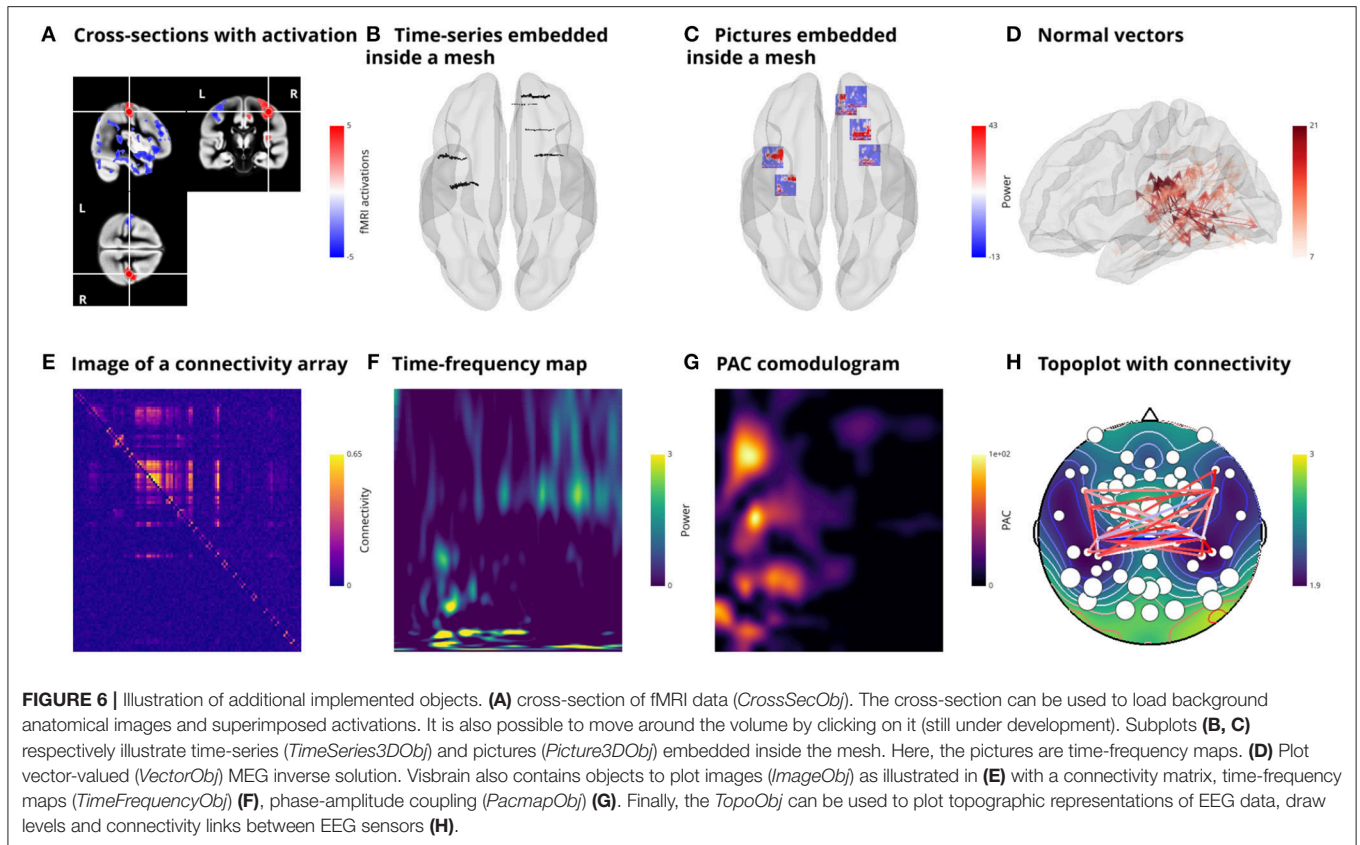 A Cross-sections with activation
B Time-series embedded
inside a mesh
C Pictures embedded
inside a mesh
D Normal vectors
L
R
L
R
5
fMRI activations
-5
43
Power
-13
21
7
E Image of a connectivity array
F Time-frequency map
G PAC comodulogram
H Topoplot with connectivity
0.65
Connectivity
0
3
Power
0
1e+02
PAC
0
3
1.9
FIGURE 6 | Illustration of additional implemented objects. (A) cross-section of fMRI data (CrossSecObj). The cross-section can be used to load background
anatomical images and superimposed activations. It is also possible to move around the volume by clicking on it (still under development). Subplots (B, C)
respectively illustrate time-series (TimeSeries3DObj) and pictures (Picture3DObj) embedded inside the mesh. Here, the pictures are time-frequency maps. (D) Plot
vector-valued (VectorObj) MEG inverse solution. Visbrain also contains objects to plot images (ImageObj) as illustrated in (E) with a connectivity matrix, time-frequency
maps (TimeFrequencyObj) (F), phase-amplitude coupling (PacmapObj) (G). Finally, the TopoObj can be used to plot topographic representations of EEG data, draw
levels and connectivity links between EEG sensors (H).